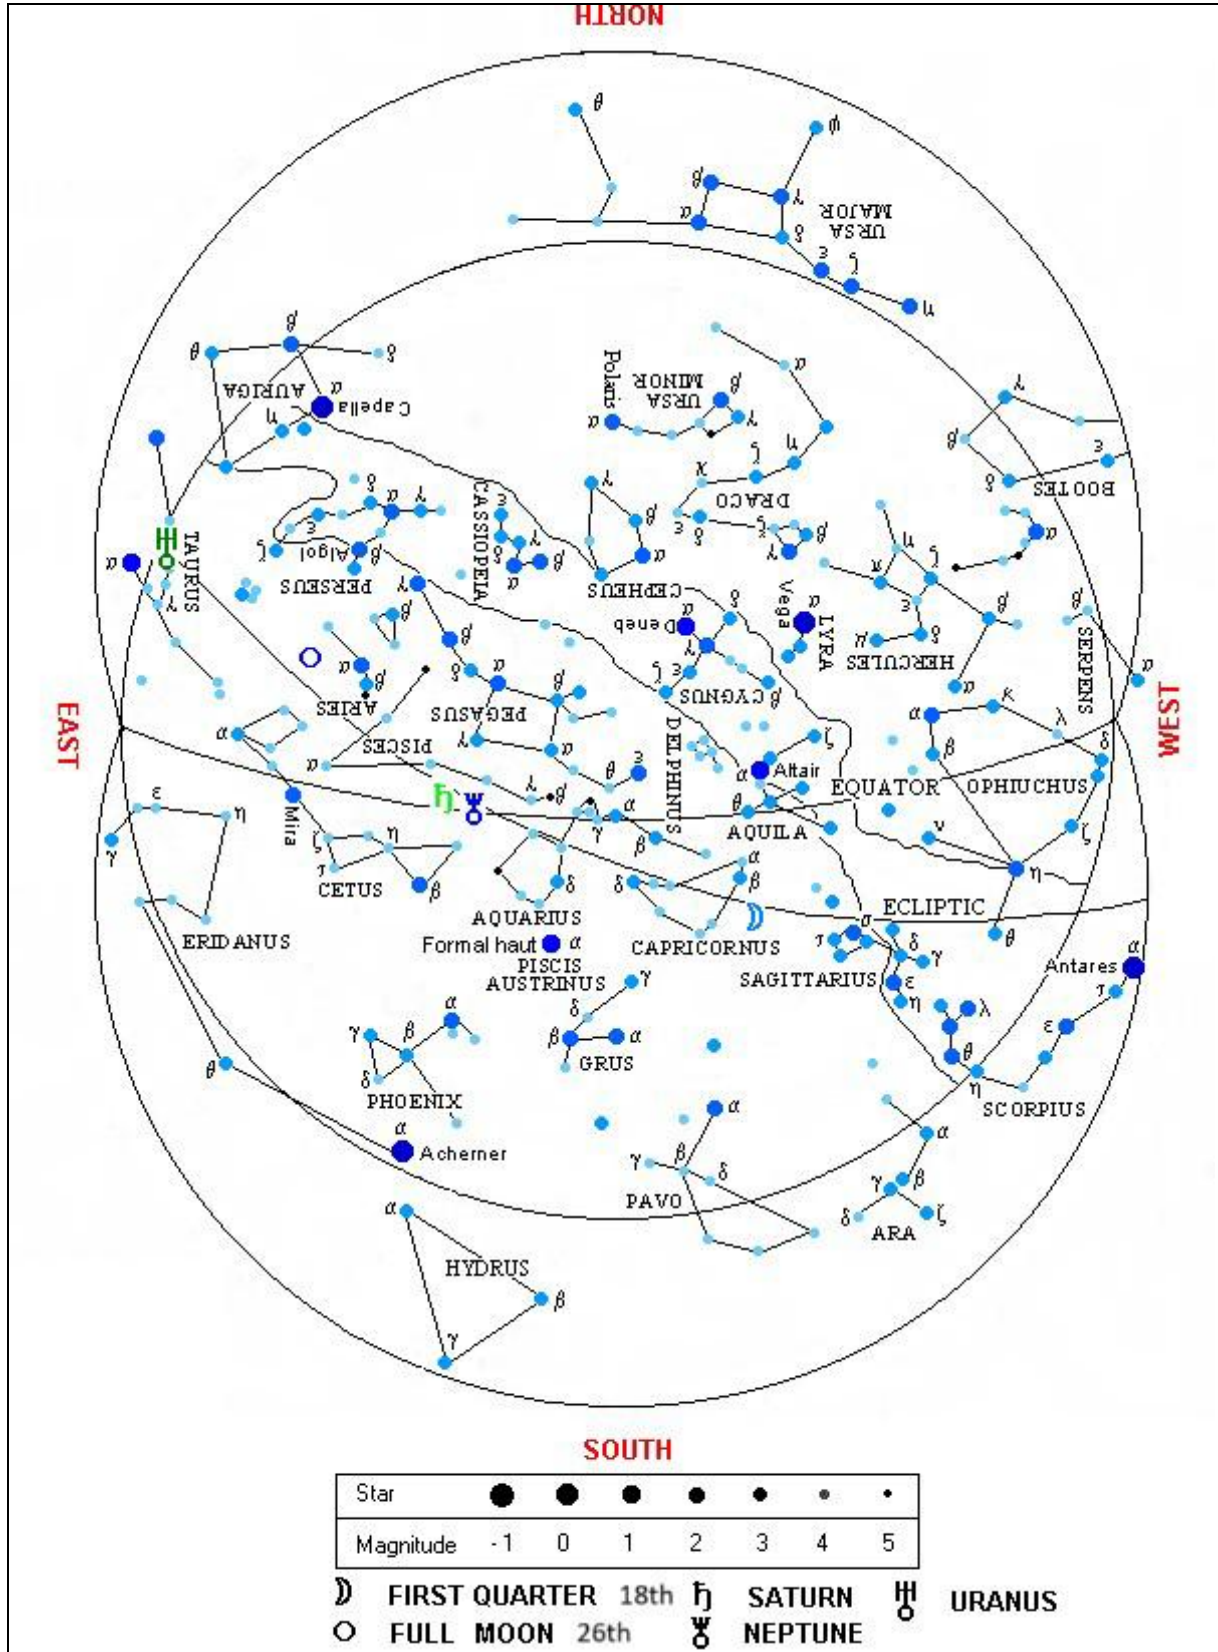 NORTH
θ
φ
β
γ
α
URSA
MAJOR
δ
ε
ζ
η
β
θ
δ
α
AURIGA
Capella
η
Polaris
α
URSA
MINOR
β
γ
α
η
ζ
χ
DRACO
ε
δ
ξ
β
γ
γ
β
ε
δ
BOOTES
α
TAURUS
α
γ
δ
α
γ
ε
ζ
Algol
β
PERSEUS
CASSIOPEIA
ε
δ
α
β
γ
β
α
CEPHEUS
α
Deneb
δ
γ
ε
ζ
β
CYGNUS
Vega
α
LYRA
η
ζ
π
ε
β
μ
δ
HERCULES
α
β
SERPENS
α
β
α
β
ARIES
β
δ
α
PEGASUS
β
γ
α
θ
ε
DELPHINUS
EAST
WEST
α
PISCES
α
γ
β
ζ
α
Altair
θ
AQUILA
EQUATOR
α
κ
β
λ
δ
OPHIUCHUS
ε
ν
ζ
η
θ
ε
η
γ
Mira
ζ
η
τ
CETUS
β
ERIDANUS
α
γ
β
δ
AQUARIUS
α
β
δ
CAPRICORNUS
ECLIPTIC
Formal haut
α
PISCIS
AUSTRINUS
σ
τ
δ
γ
SAGITTARIUS
ε
η
α
Antares
τ
λ
ε
θ
η
SCORPIUS
γ
δ
β
α
GRUS
α
γ
β
δ
PHOENIX
θ
α
Acherner
α
β
γ
δ
PAVO
α
β
γ
δ
ζ
ARA
α
HYDRUS
β
γ
SOUTH
Star
Magnitude -1 0 1 2 3 4 5
FIRST QUARTER 18th SATURN URANUS
FULL MOON 26th NEPTUNE